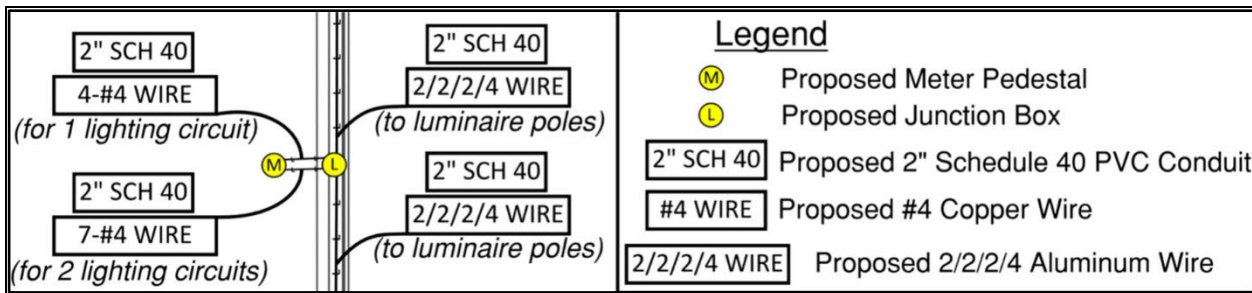 2" SCH 40
4-#4 WIRE
(for 1 lighting circuit)
M
L
2" SCH 40
7-#4 WIRE
(for 2 lighting circuits)
2" SCH 40
2/2/2/4 WIRE
(to luminaire poles)
2" SCH 40
2/2/2/4 WIRE
(to luminaire poles)
Legend
M Proposed Meter Pedestal
L Proposed Junction Box
2" SCH 40 Proposed 2" Schedule 40 PVC Conduit
#4 WIRE Proposed #4 Copper Wire
2/2/2/4 WIRE Proposed 2/2/2/4 Aluminum Wire